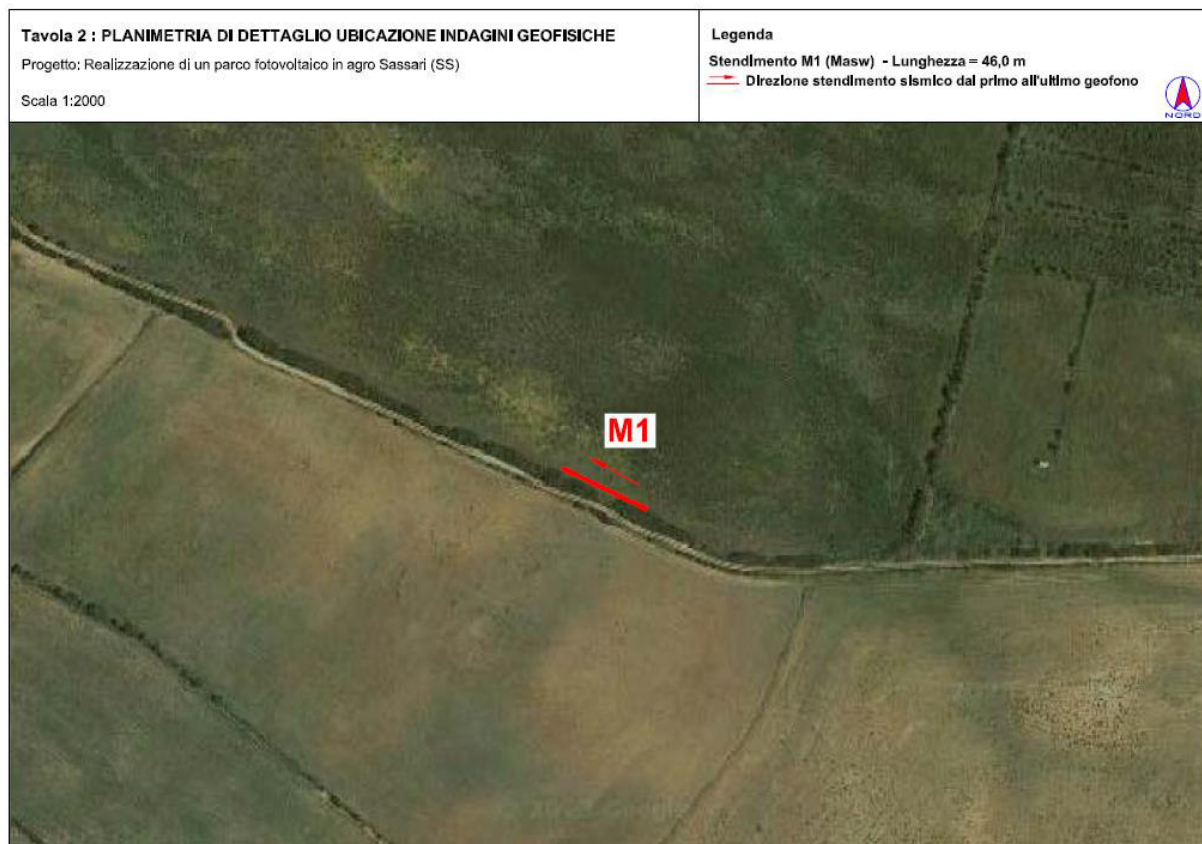 Tavola 2 : PLANIMETRIA DI DETTAGLIO UBICAZIONE INDAGINI GEOFISICHE
Progetto: Realizzazione di un parco fotovoltaico in agro Sassari (SS)
Scala 1:2000
Legenda
Stendimento M1 (Masw) - Lunghezza = 46,0 m
Direzione stendimento sismico dal primo all'ultimo geofono
NORD
M1